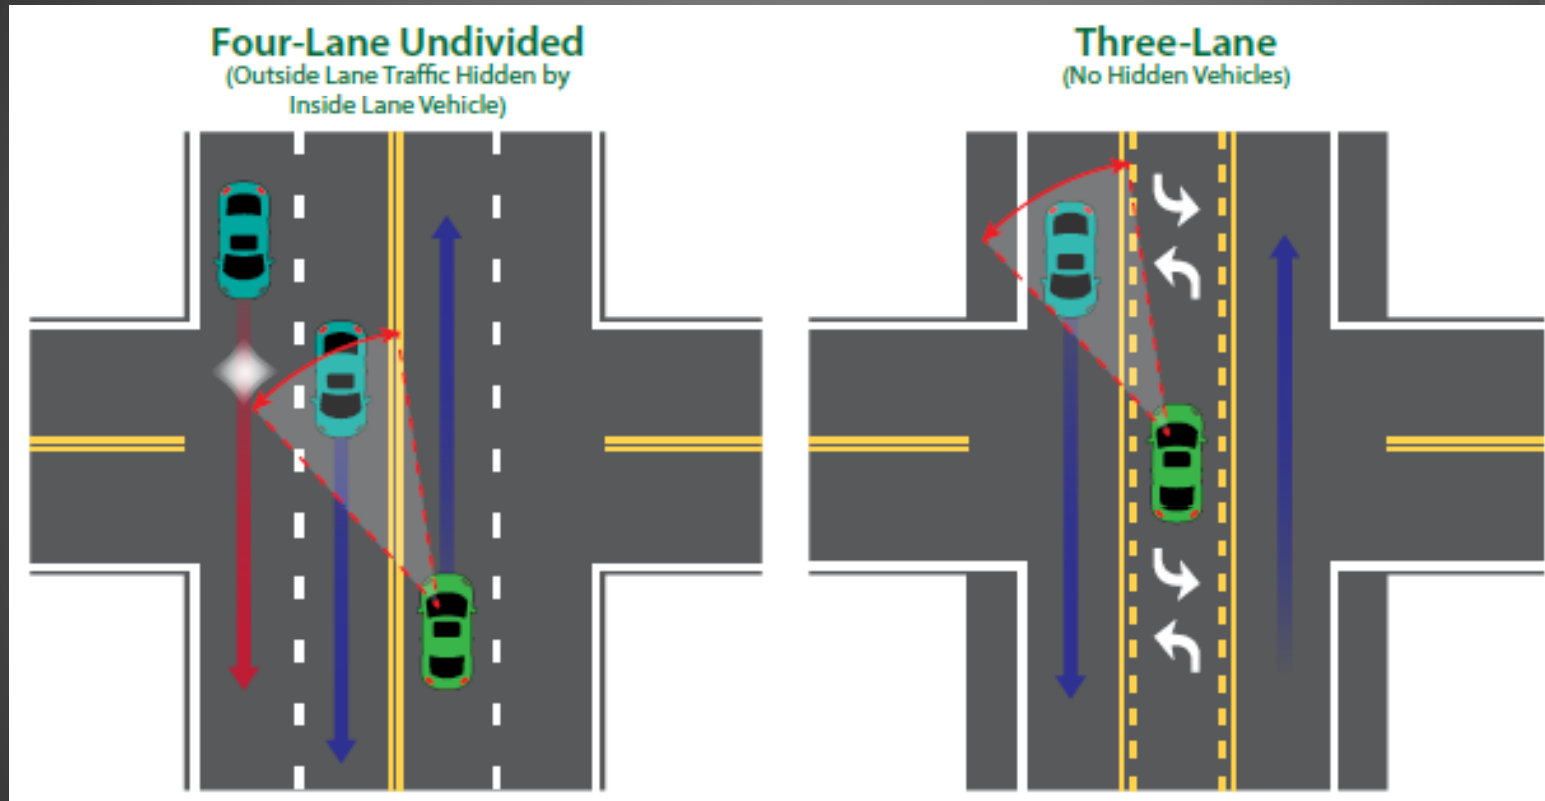 Four-Lane Undivided
(Outside Lane Traffic Hidden by
Inside Lane Vehicle)
Three-Lane
(No Hidden Vehicles)